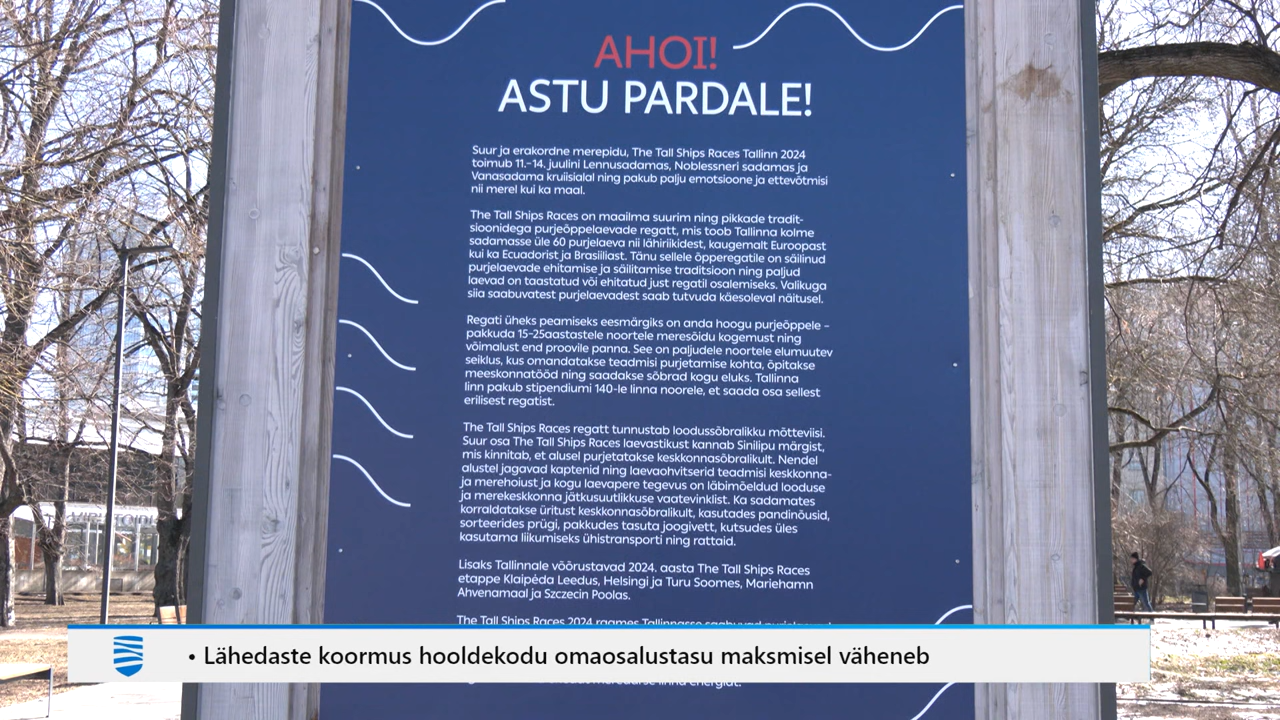 AHOI!
ASTU PARDALE!
Suur ja erakordne merepidu, The Tall Ships Races Tallinn 2024
toimub 11.-14. juulini Lennusadamas, Noblessneri sadamas ja
Vanasadama kruiisialal ning pakub palju emotsioone ja ettevõtmisi
nii merel kui ka maal.
The Tall Ships Races on maailma suurim ning pikkade tradit-
sioonidega purjeõppelaevade regatt, mis toob Tallinna kolme
sadamasse üle 60 purjelaeva nii lähiriikidest, kaugemalt Euroopast
kui ka Ecuadorist ja Brasiiliast. Tänu sellele õpperegatile on säilinud
purjelaevade ehitamise ja säilitamise traditsioon ning paljud
laevad on taastatud või ehitatud just regatil osalemiseks. Valikuga
siia saabuvatest purjelaevadest saab tutvuda käesoleval näitusel.
Regati üheks peamiseks eesmärgiks on anda hoogu purjeõppele –
pakkuda 15-25aastastele noortele meresõidu kogemust ning
võimalust end proovile panna. See on paljudele noortele elumuutev
seiklus, kus omandatakse teadmisi purjetamise kohta, õpitakse
meeskonnatööd ning saadakse sõbrad kogu eluks. Tallinna
linn pakub stipendiumi 140-le linna noorele, et saada osa sellest
erilisest regatist.
The Tall Ships Races regatt tunnustab loodussõbralikku mõtteviisi.
Suur osa The Tall Ships Races laevastikust kannab Sinilipu märgist,
mis kinnitab, et alusel purjetatakse keskkonnasõbralikult. Nendel
alustel jagavad kaptenid ning laevaohvitserid teadmisi keskkonna-
ja merehoiust ja kogu laevapere tegevus on läbimõeldud looduse
ja merekeskkonna jätkusuutlikkuse vaatevinklist. Ka sadamates
korraldatakse üritust keskkonnasõbralikult, kasutades pandinõusid,
sorteerides prügi, pakkudes tasuta joogivett, kutsudes üles
kasutama liikumiseks ühistransporti ning rattaid.
Lisaks Tallinnale võõrustavad 2024. aasta The Tall Ships Races
etappe Klaipėda Leedus, Helsingi ja Turu Soomes, Mariehamn
Ahvenamaal ja Szczecin Poolas.
The Tall Ships Races 2024 raames Tallinnasse saabuvad
• Lähedaste koormus hooldekodu omaosalustasu maksmisel väheneb
linna energiat.